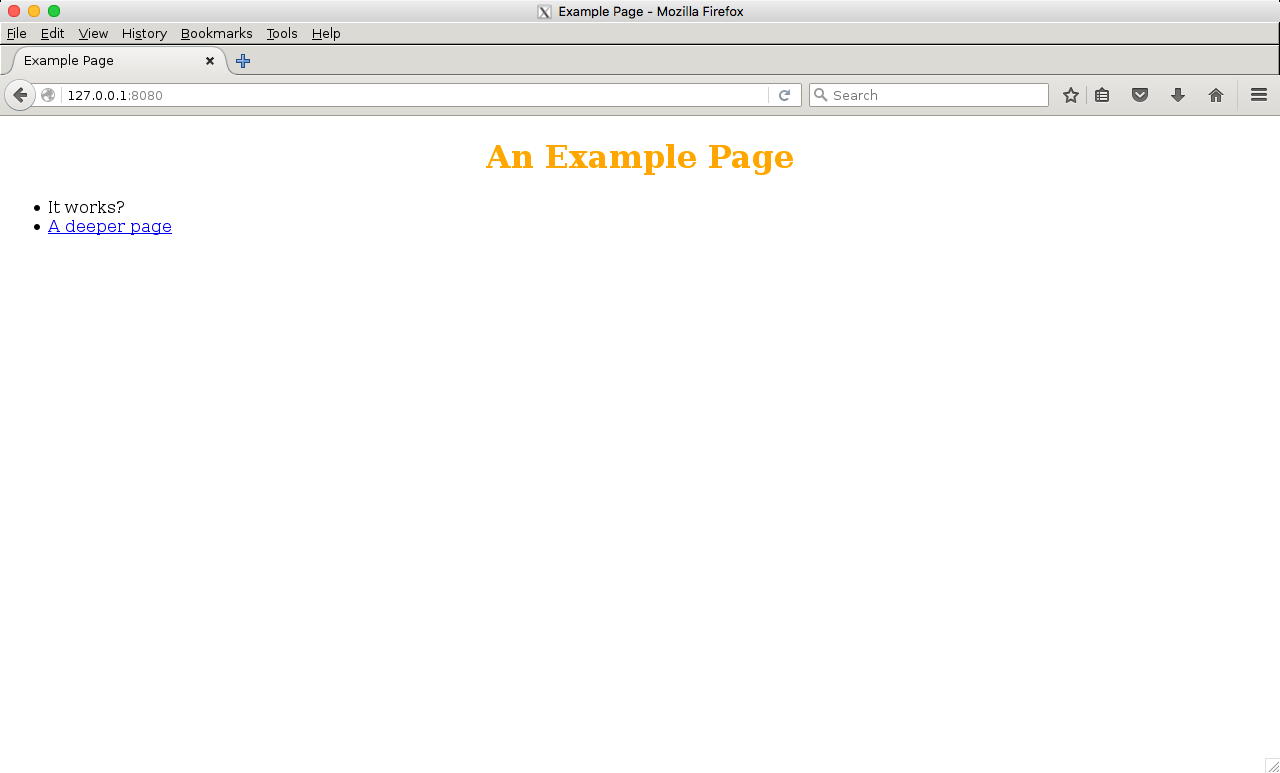 Example Page - Mozilla Firefox
File Edit View History Bookmarks Tools Help
Example Page
127.0.0.1:8080 Search
An Example Page
It works?
A deeper page